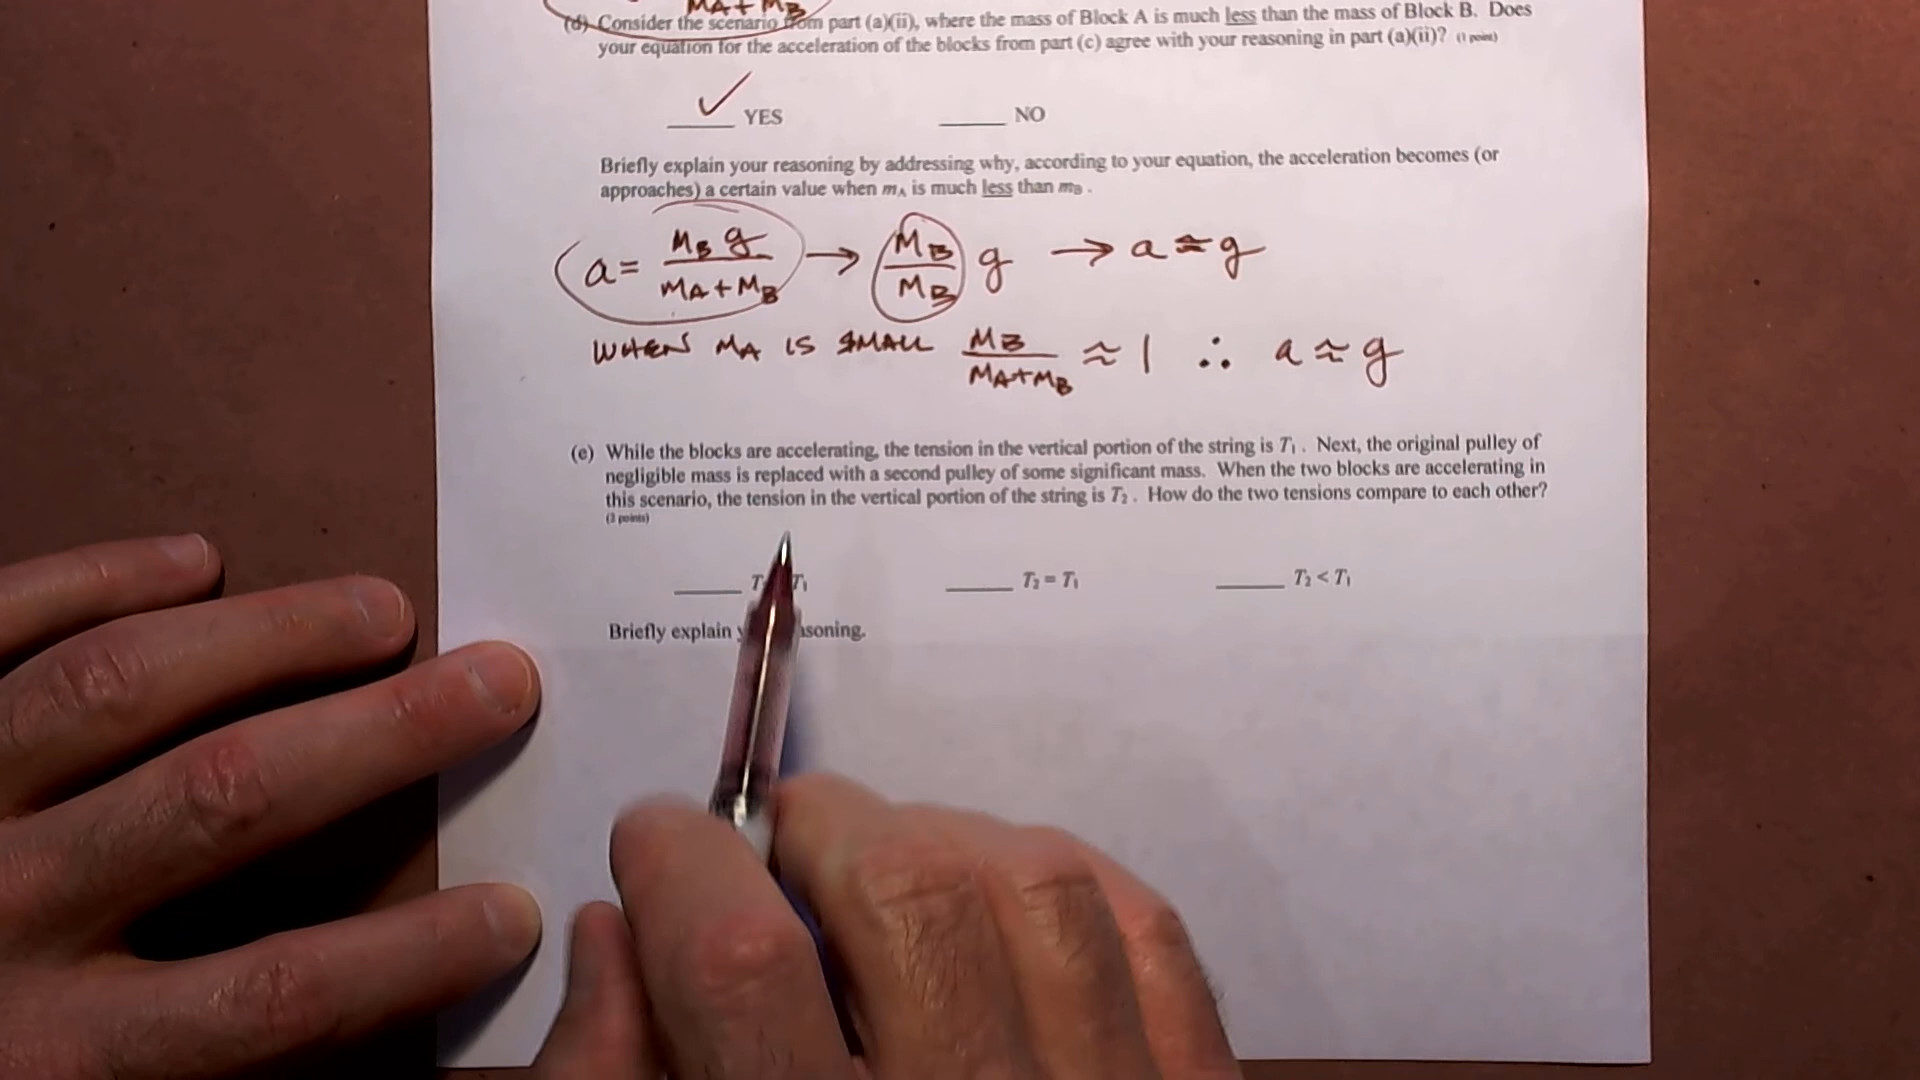 MA + MB
(d) Consider the scenario from part (a)(ii), where the mass of Block A is much less than the mass of Block B. Does
your equation for the acceleration of the blocks from part (c) agree with your reasoning in part (a)(ii)? (1 point)
✓
____ YES ____ NO
Briefly explain your reasoning by addressing why, according to your equation, the acceleration becomes (or
approaches) a certain value when mA is much less than mB .
a = MB g / MA + MB → MB / MB g → a ≈ g
WHEN MA IS SMALL MB / MA+MB ≈ 1 ∴ a ≈ g
(e) While the blocks are accelerating, the tension in the vertical portion of the string is T1 . Next, the original pulley of
negligible mass is replaced with a second pulley of some significant mass. When the two blocks are accelerating in
this scenario, the tension in the vertical portion of the string is T2 . How do the two tensions compare to each other?
____ T T1 ____ T2 = T1 ____ T2 < T1
Briefly explain